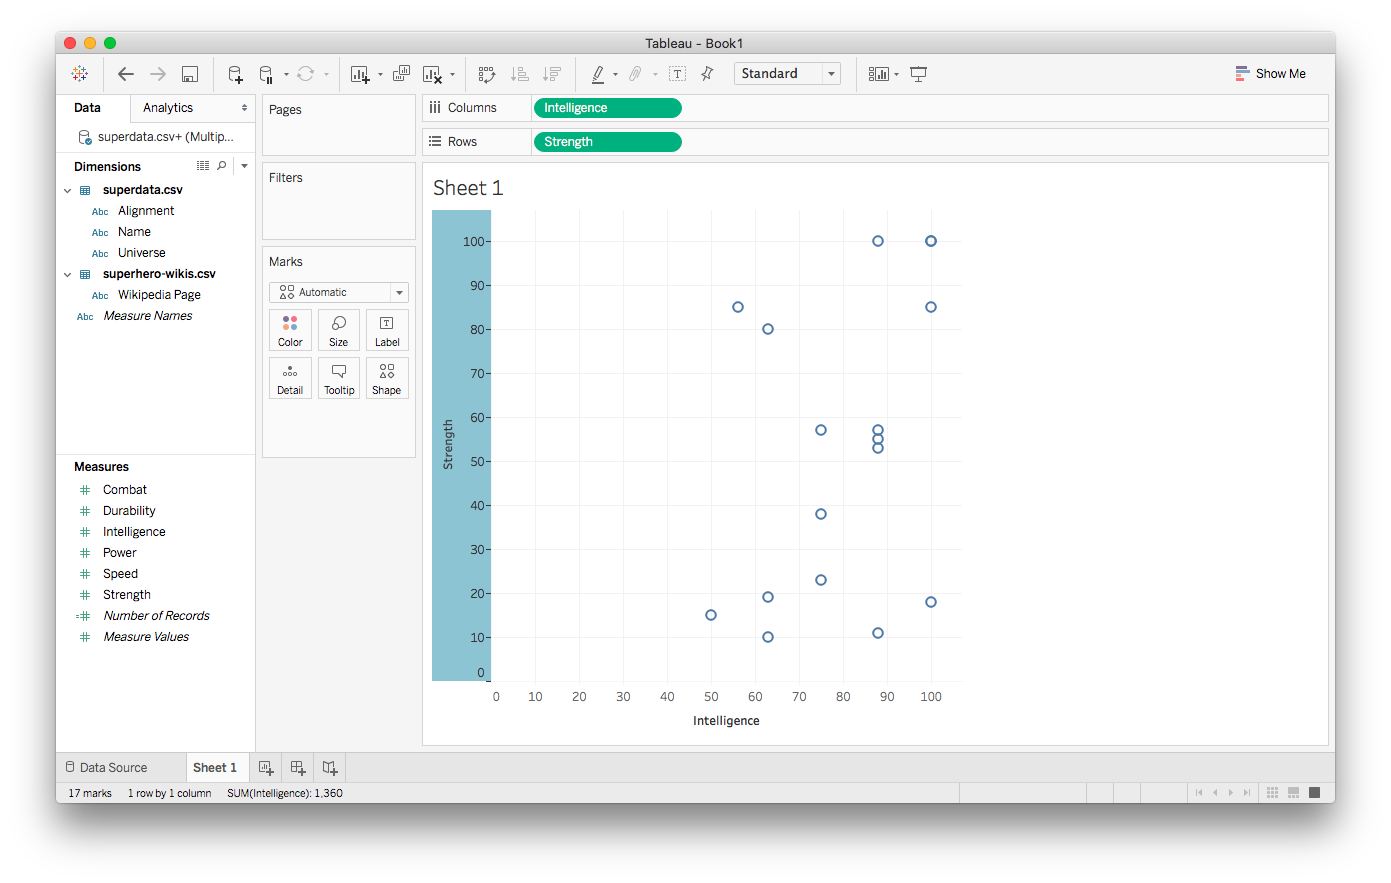 Tableau - Book1
Standard
Show Me
Data Analytics
superdata.csv+ (Multip...
Dimensions
superdata.csv
Abc Alignment
Abc Name
Abc Universe
superhero-wikis.csv
Abc Wikipedia Page
Abc Measure Names
Measures
# Combat
# Durability
# Intelligence
# Power
# Speed
# Strength
=# Number of Records
# Measure Values
Pages
Filters
Marks
Automatic
Color Size Label
Detail Tooltip Shape
Columns Intelligence
Rows Strength
Sheet 1
Strength
100
90
80
70
60
50
40
30
20
10
0
0 10 20 30 40 50 60 70 80 90 100
Intelligence
Data Source Sheet 1
17 marks 1 row by 1 column SUM(Intelligence): 1,360